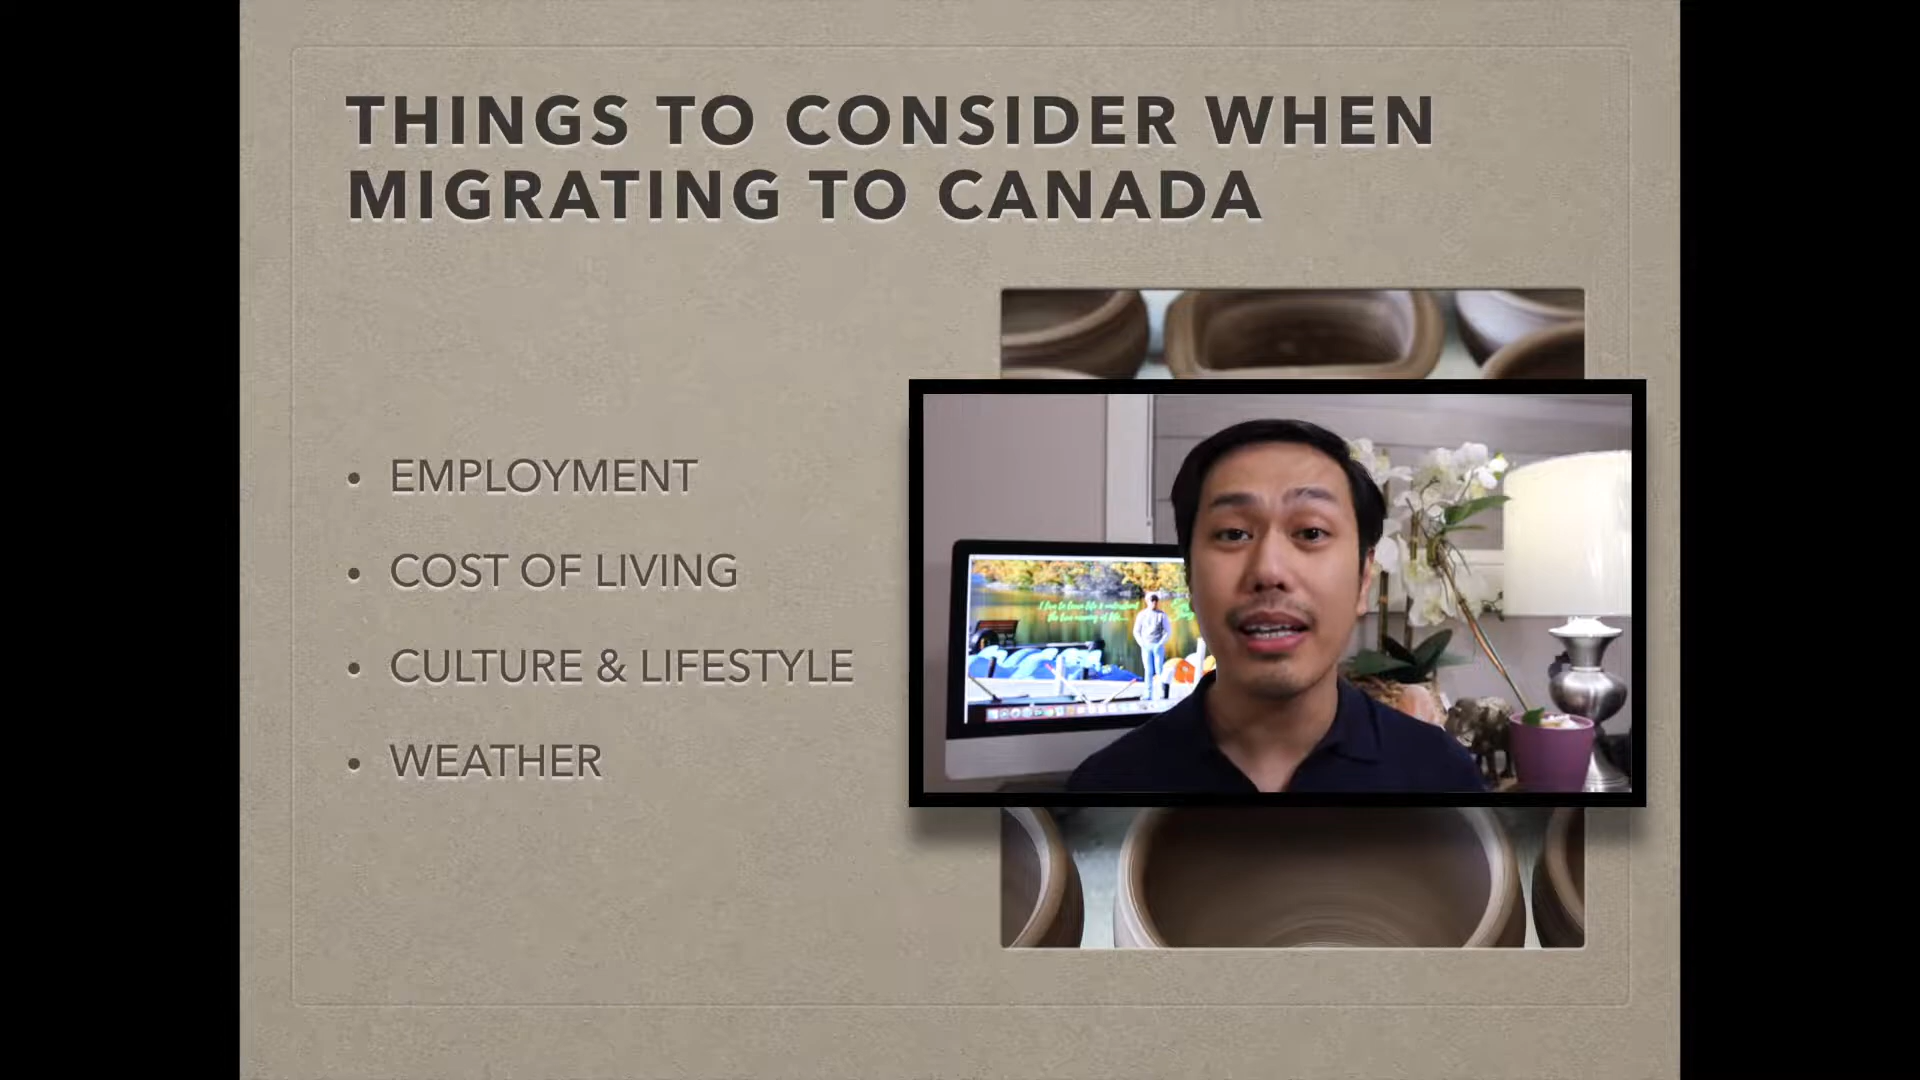 THINGS TO CONSIDER WHEN
MIGRATING TO CANADA
• EMPLOYMENT
• COST OF LIVING
• CULTURE & LIFESTYLE
• WEATHER